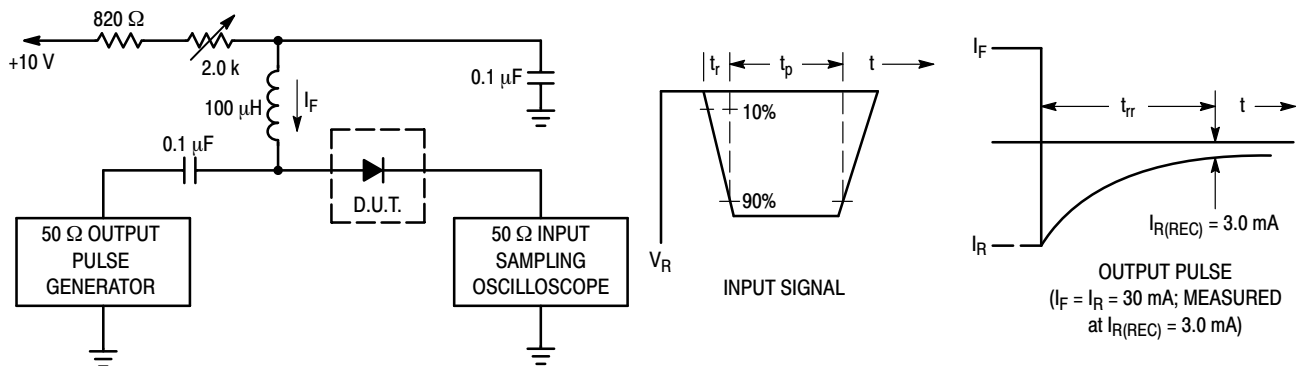 820 Ω
+10 V
2.0 k
100 μH
I_F
0.1 μF
0.1 μF
D.U.T.
50 Ω OUTPUT
PULSE
GENERATOR
50 Ω INPUT
SAMPLING
OSCILLOSCOPE
t_r
t_p
t
10%
90%
V_R
INPUT SIGNAL
I_F
t_rr
t
I_R
I_R(REC) = 3.0 mA
OUTPUT PULSE
(I_F = I_R = 30 mA; MEASURED
at I_R(REC) = 3.0 mA)